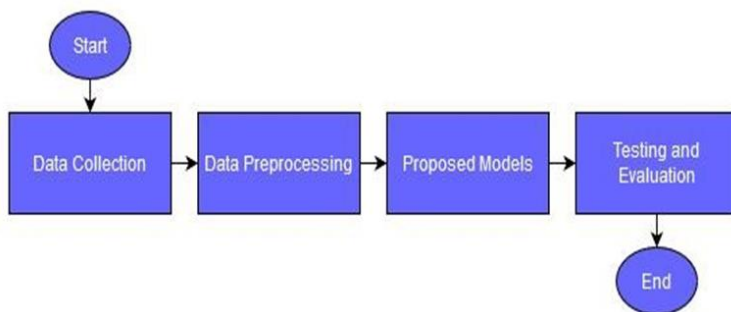 Start
Data Collection
Data Preprocessing
Proposed Models
Testing and
Evaluation
End